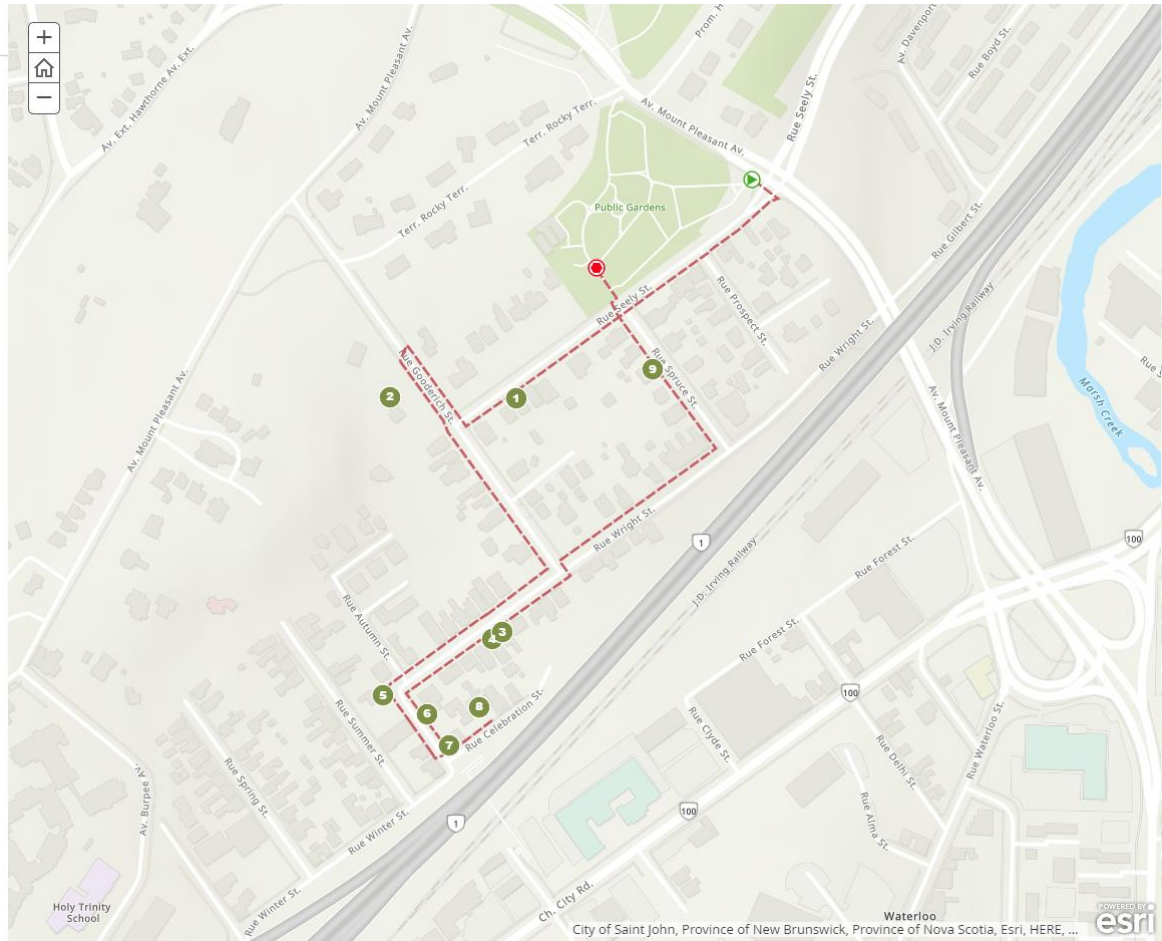 +
−
Av. Ext. Hawthorne Av. Ext.
Av. Mount Pleasant Av.
Prom. H
Av. Davenport
Rue Boyd St.
Terr. Rocky Terr.
Av. Mount Pleasant Av.
Rue Seely St.
Terr. Rocky Terr.
Public Gardens
Rue Gilbert St.
Rue Seely St.
Rue Prospect St.
Rue Wright St.
J.D. Irving Railway
Rue Gooderich St.
Rue Spruce St.
9
2
1
Av. Mount Pleasant Av.
Av. Mount Pleasant Av.
Marsh Creek
Rue
Rue Wright St.
1
100
J.D. Irving Railway
Rue Forest St.
Rue Autumn St.
3
4
Rue Forest St.
5
6
8
7
Rue Celebration St.
100
Rue Summer St.
Rue Clyde St.
Rue Waterloo St.
Rue Delhi St.
Rue Spring St.
Av. Burpee Av.
Rue Winter St.
1
100
Rue Alma St.
Holy Trinity
School
Rue Winter St.
Ch. City Rd.
Waterloo
POWERED BY
esri
City of Saint John, Province of New Brunswick, Province of Nova Scotia, Esri, HERE, ...